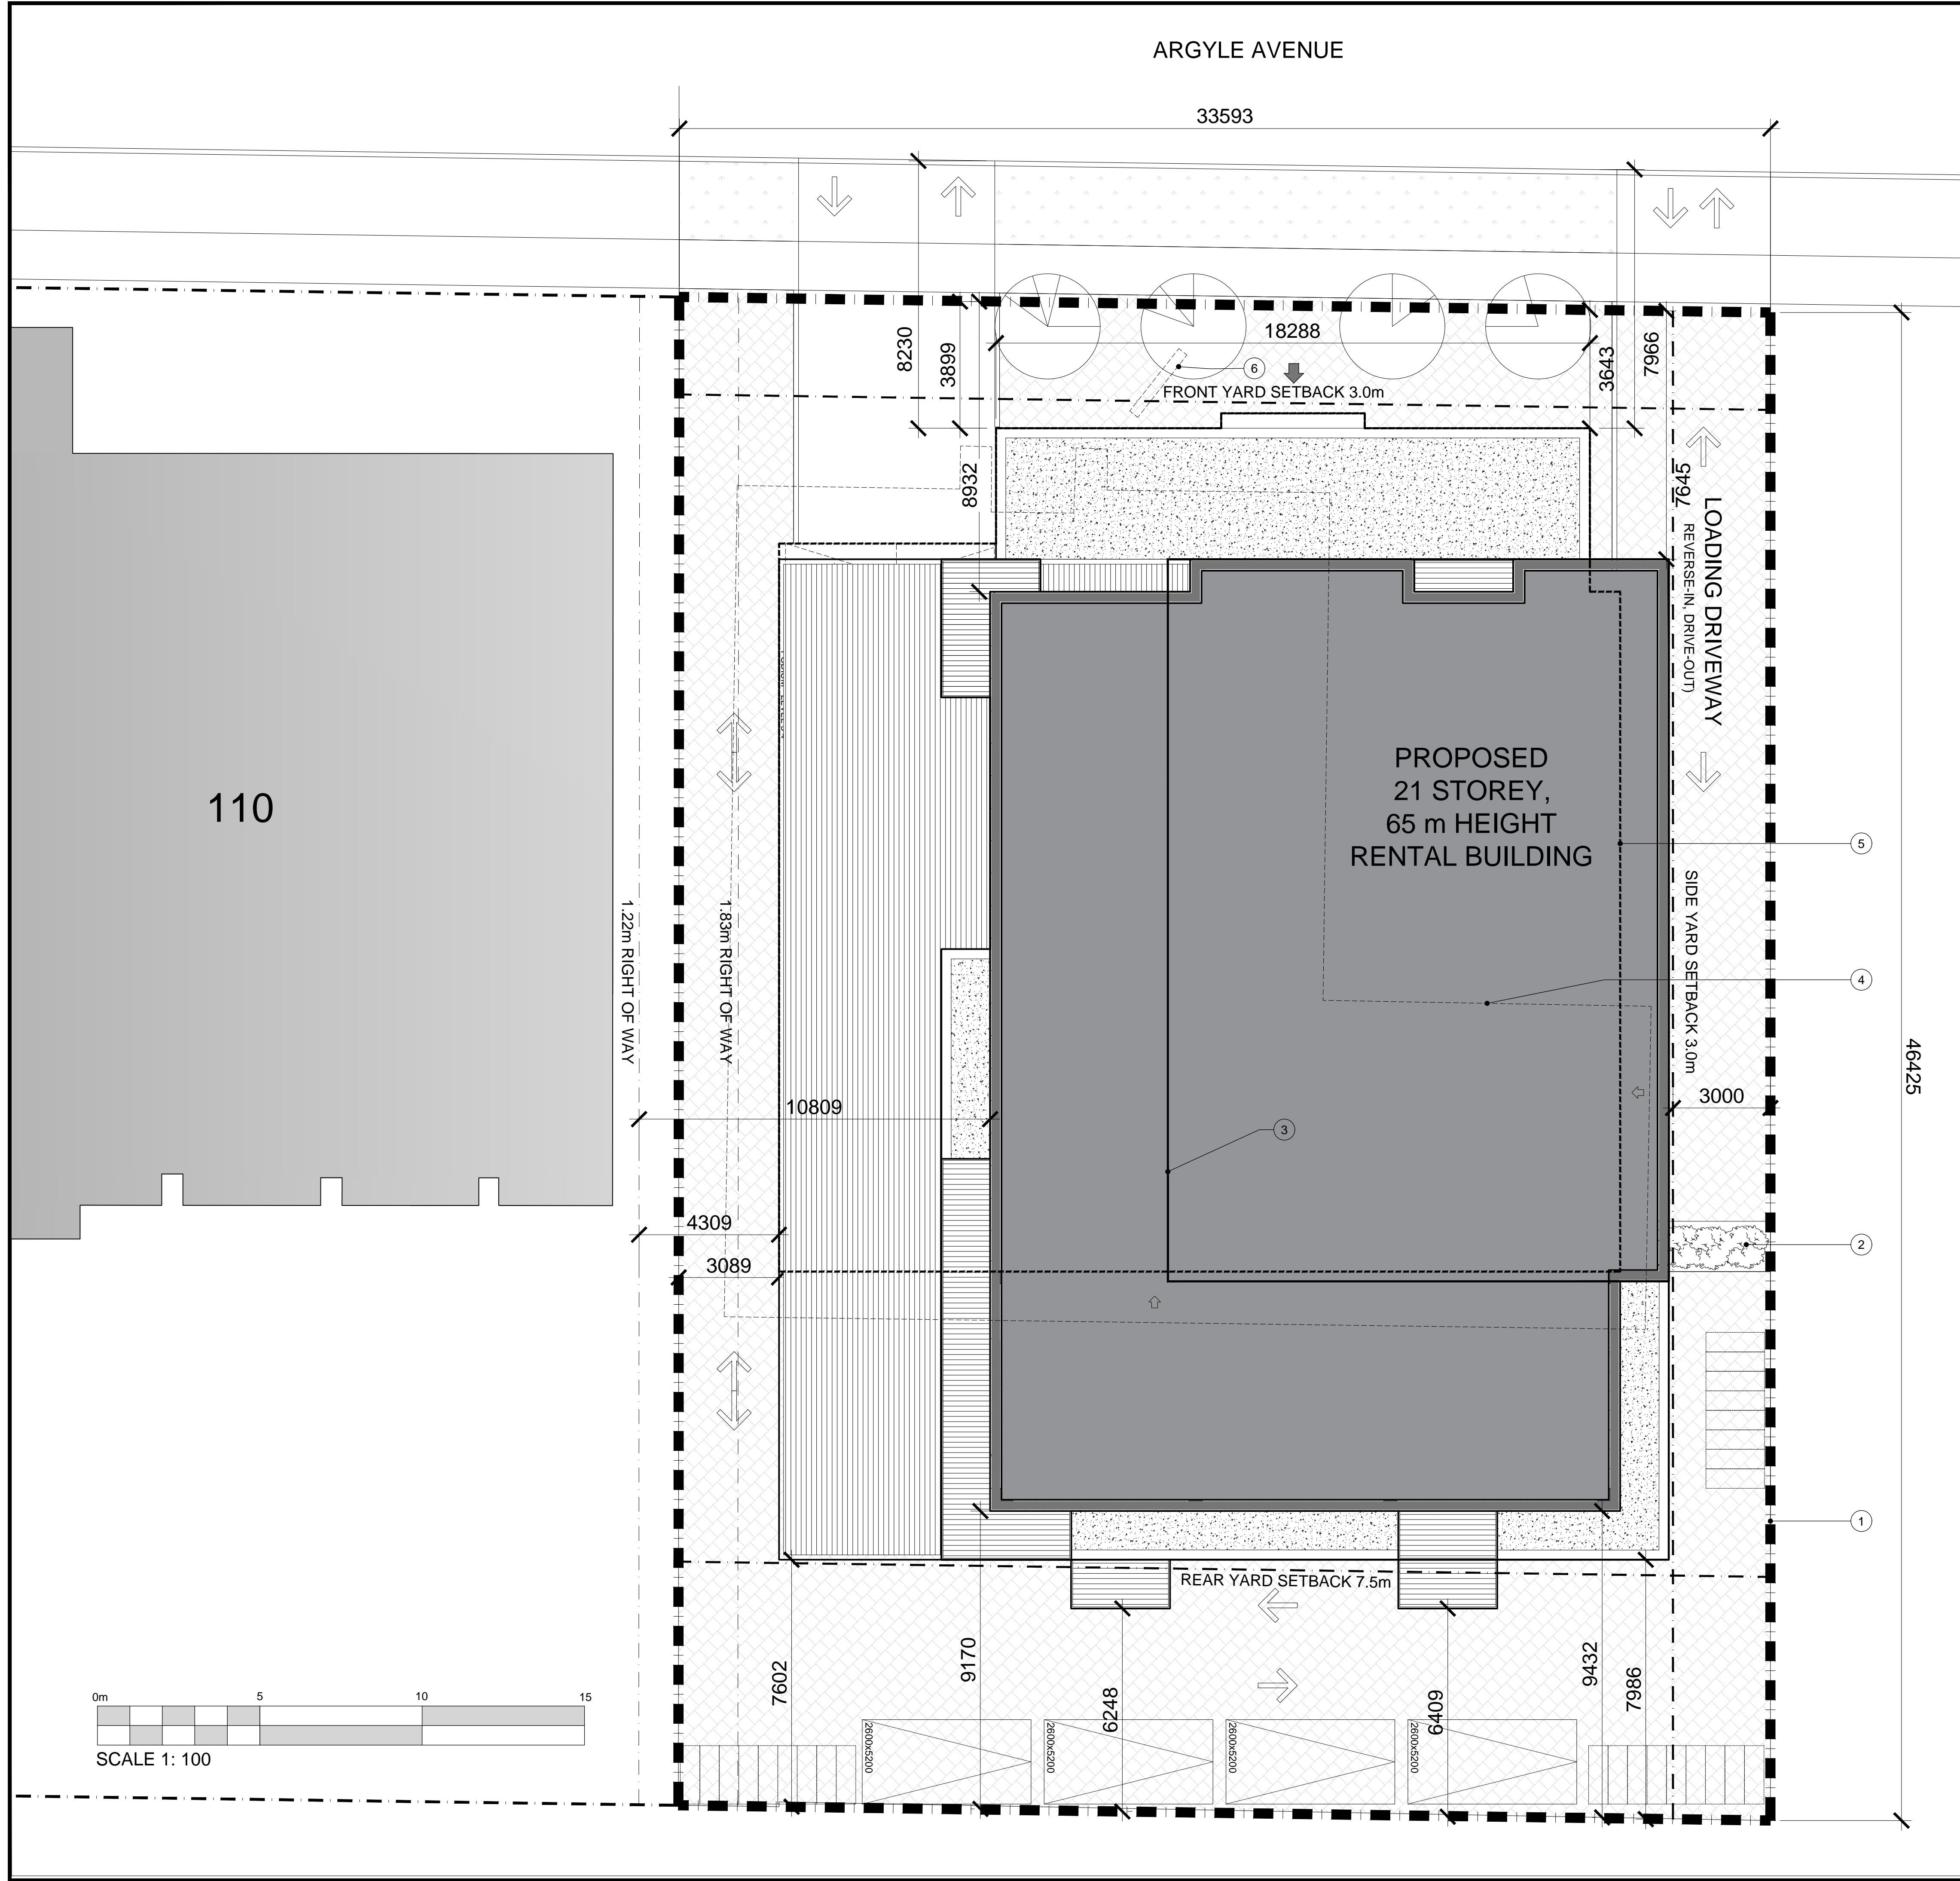 ARGYLE AVENUE
33593
18288
8230
3899
3643
7966
6
FRONT YARD SETBACK 3.0m
8932
7645
LOADING DRIVEWAY
REVERSE-IN, DRIVE-OUT)
110
PROPOSED
21 STOREY,
65 m HEIGHT
RENTAL BUILDING
5
1.22m RIGHT OF WAY
1.83m RIGHT OF WAY
SIDE YARD SETBACK 3.0m
4
46425
10809
3000
3
4309
3089
2
1
REAR YARD SETBACK 7.5m
7602
9170
6248
6409
9432
7986
0m 5 10 15
SCALE 1: 100
2600x5200
2600x5200
2600x5200
2600x5200